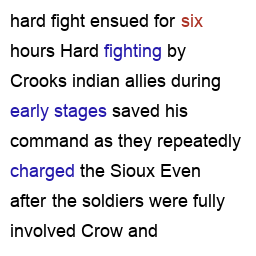 hard fight ensued for six
hours Hard fighting by
Crooks indian allies during
early stages saved his
command as they repeatedly
charged the Sioux Even
after the soldiers were fully
involved Crow and